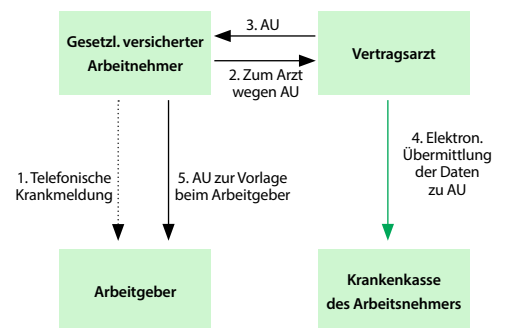 3. AU
Gesetzl. versicherter
Arbeitnehmer
Vertragsarzt
2. Zum Arzt
wegen AU
1. Telefonische
Krankmeldung
5. AU zur Vorlage
beim Arbeitgeber
4. Elektron.
Übermittlung
der Daten
zu AU
Arbeitgeber
Krankenkasse
des Arbeitsnehmers